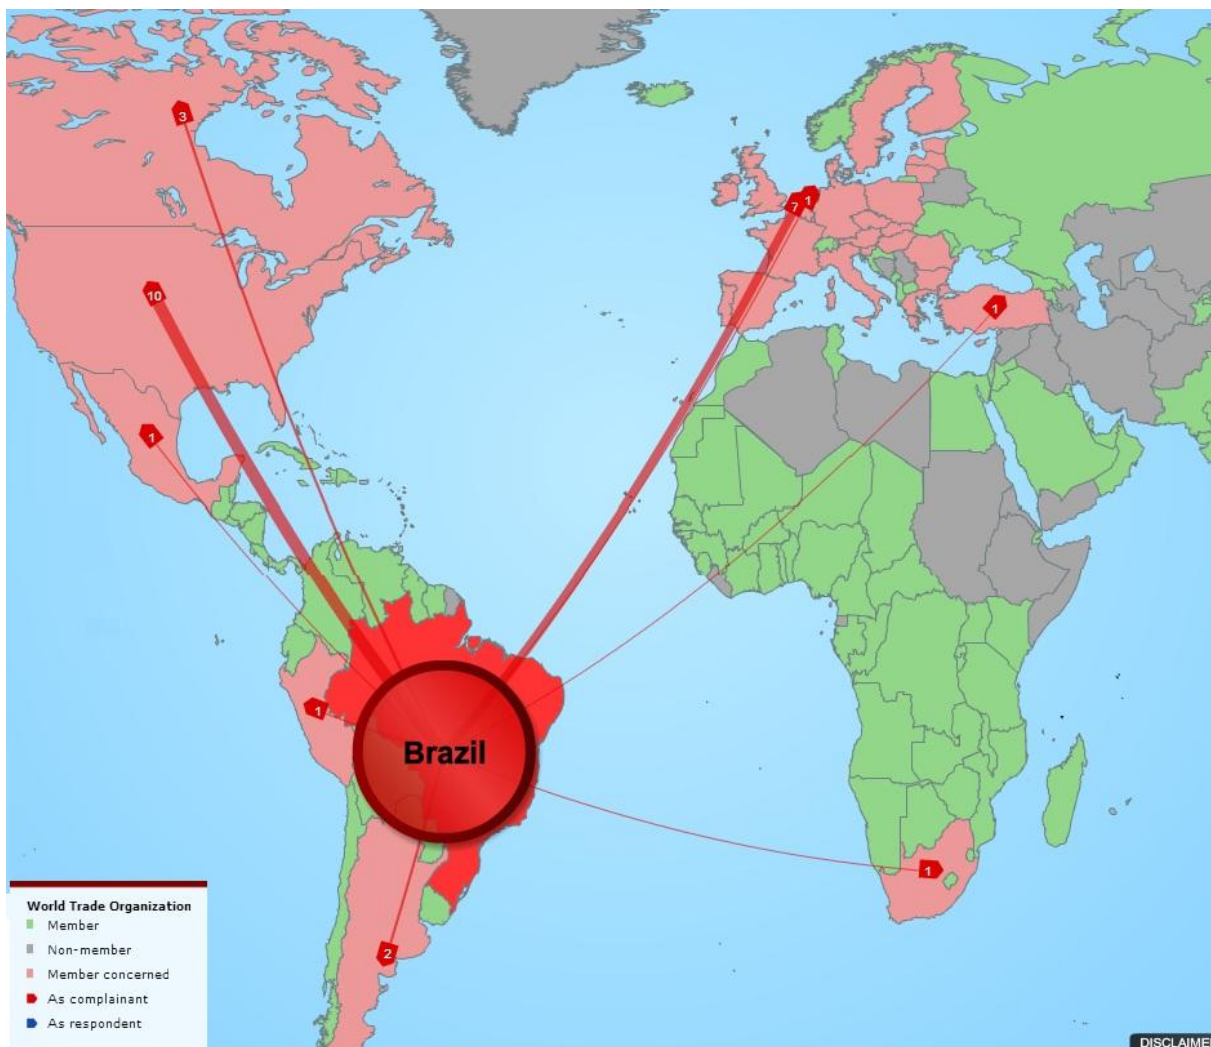 3
7 1
10
1
1
1
Brazil
1
2
World Trade Organization
Member
Non-member
Member concerned
As complainant
As respondent
DISCLAIMER